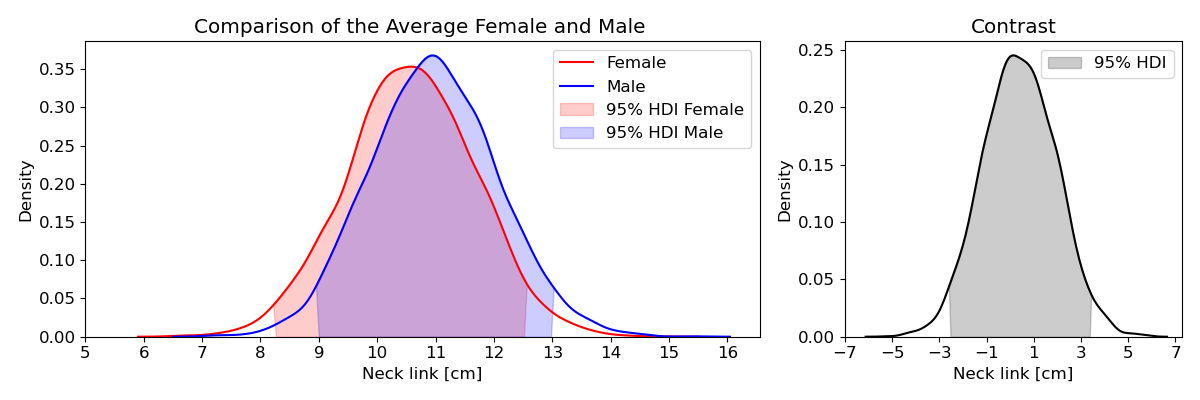 Comparison of the Average Female and Male
Density
0.35
0.30
0.25
0.20
0.15
0.10
0.05
0.00
5 6 7 8 9 10 11 12 13 14 15 16
Neck link [cm]
Female
Male
95% HDI Female
95% HDI Male
Contrast
Density
0.25
0.20
0.15
0.10
0.05
0.00
−7 −5 −3 −1 1 3 5 7
Neck link [cm]
95% HDI